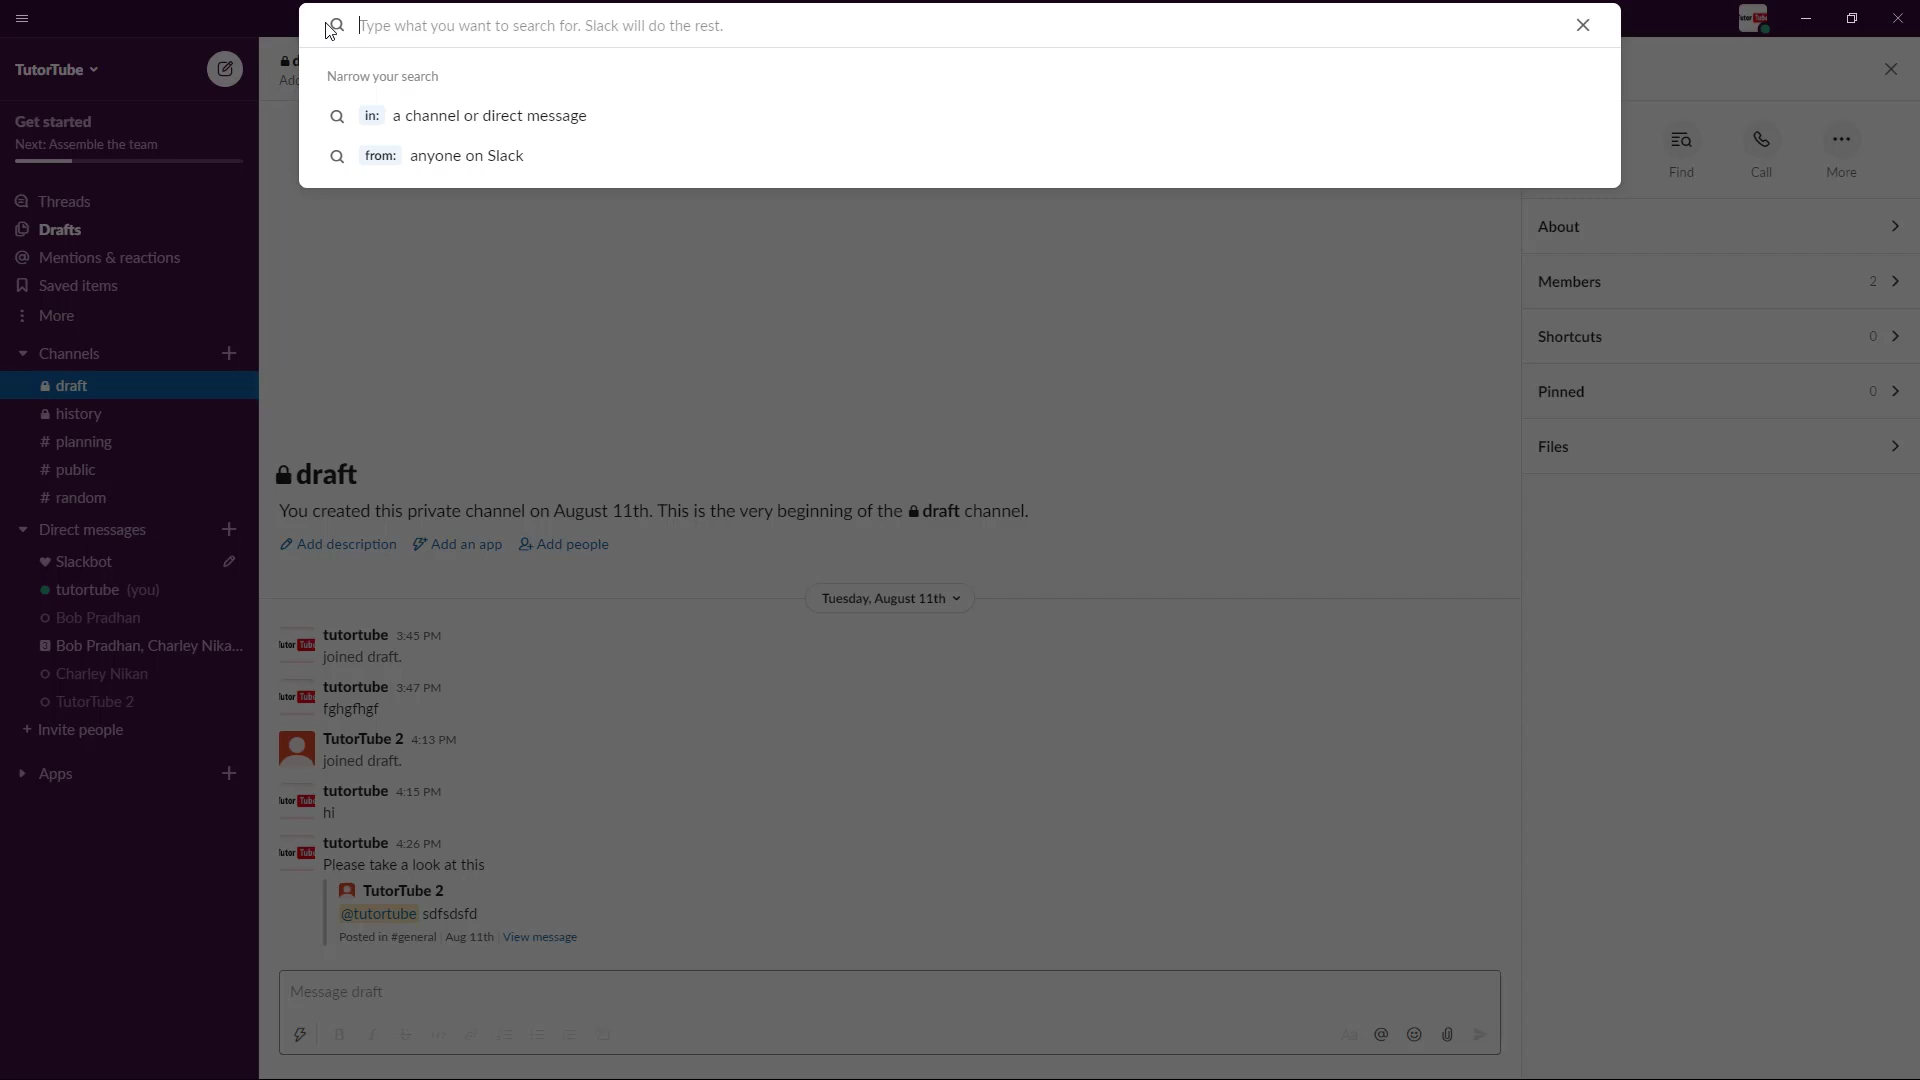 Type what you want to search for. Slack will do the rest.
Narrow your search
in: a channel or direct message
from: anyone on Slack
TutorTube
Get started
Next: Assemble the team
Threads
Drafts
Mentions & reactions
Saved items
More
Channels
draft
history
# planning
# public
# random
Direct messages
Slackbot
tutortube (you)
Bob Pradhan
3 Bob Pradhan, Charley Nika...
Charley Nikan
TutorTube 2
+ Invite people
Apps
draft
You created this private channel on August 11th. This is the very beginning of the draft channel.
Add description Add an app Add people
Tuesday, August 11th
tutortube 3:45 PM
joined draft.
tutortube 3:47 PM
fghgfhgf
TutorTube 2 4:13 PM
joined draft.
tutortube 4:15 PM
hi
tutortube 4:26 PM
Please take a look at this
TutorTube 2
@tutortube sdfsdsfd
Posted in #general Aug 11th View message
Message draft
Aa @
Find Call More
About
Members 2
Shortcuts 0
Pinned 0
Files